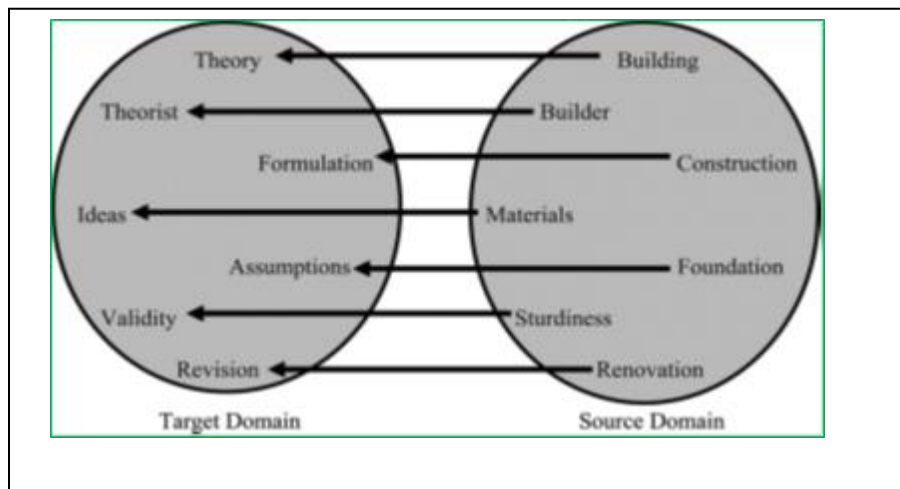 Theory Building
Theorist Builder
Formulation Construction
Ideas Materials
Assumptions Foundation
Validity Sturdiness
Revision Renovation
Target Domain Source Domain